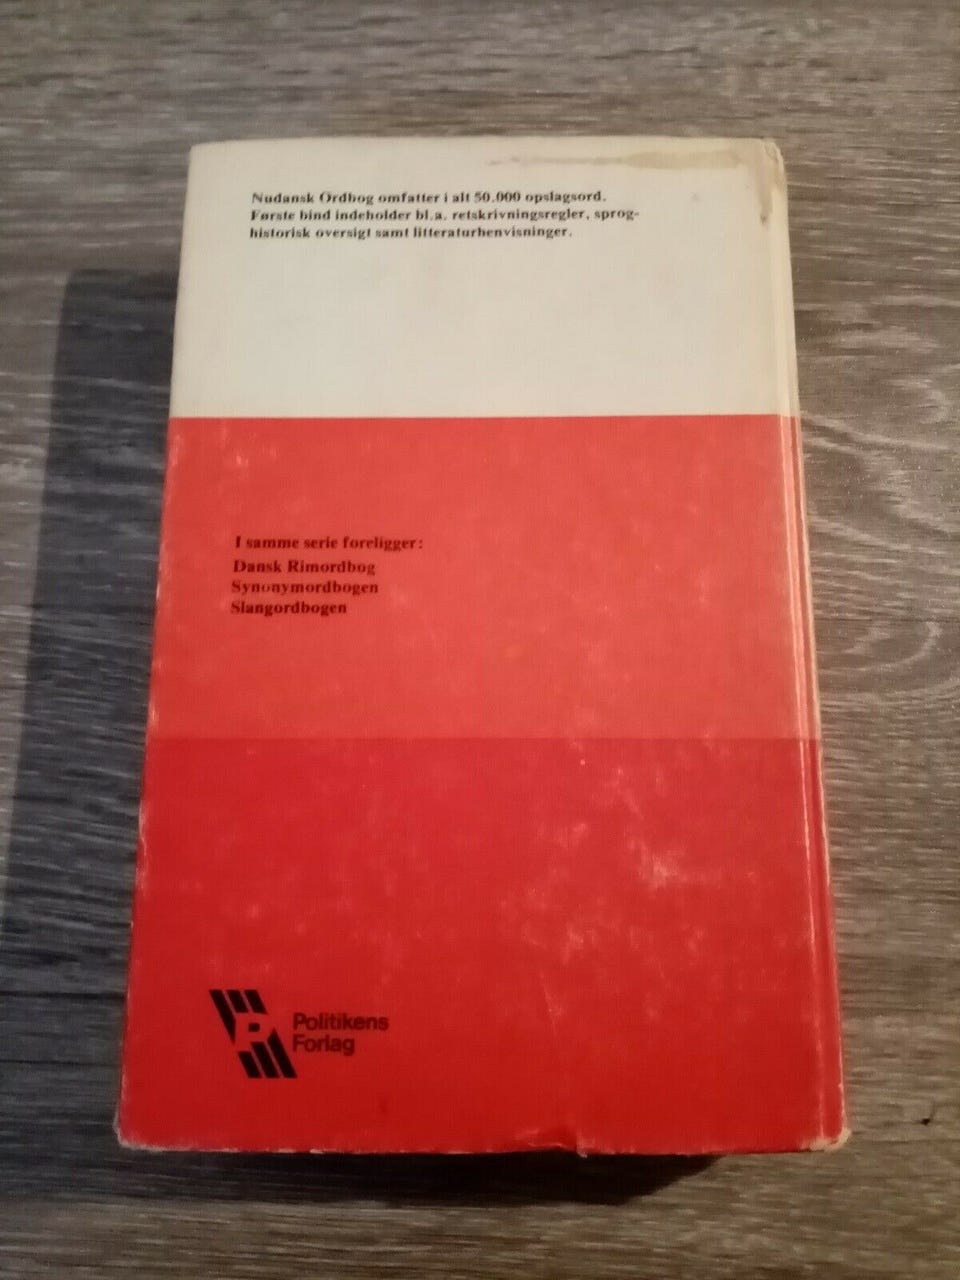 Nudansk Ordbog omfatter i alt 50.000 opslagsord.
Første bind indeholder bl.a. retskrivningsregler, sprog-
historisk oversigt samt litteraturhenvisninger.
I samme serie foreligger:
Dansk Rimordbog
Synonymordbogen
Slangordbogen
P
Politikens
Forlag